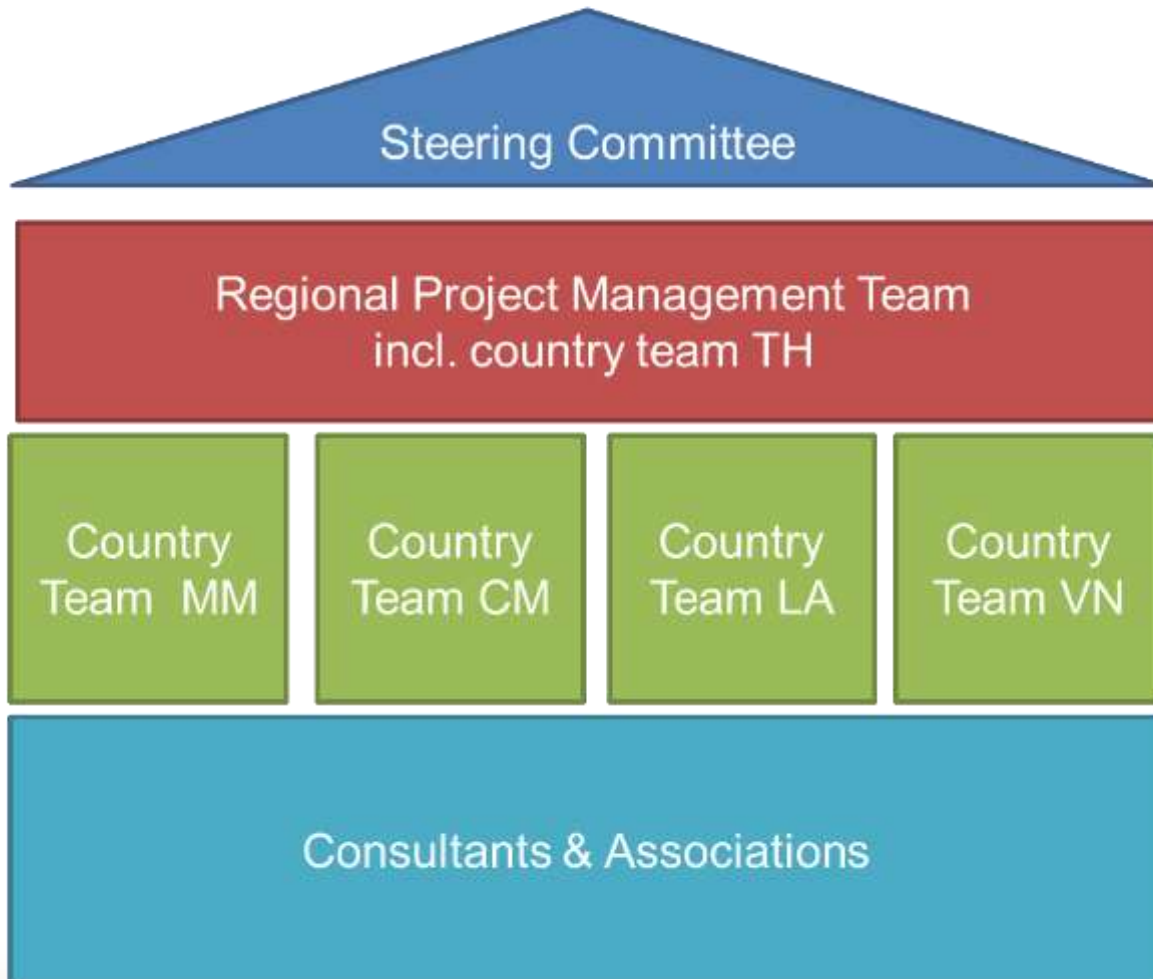 Steering Committee
Regional Project Management Team
incl. country team TH
Country
Team  MM
Country
Team CM
Country
Team LA
Country
Team VN
Consultants & Associations